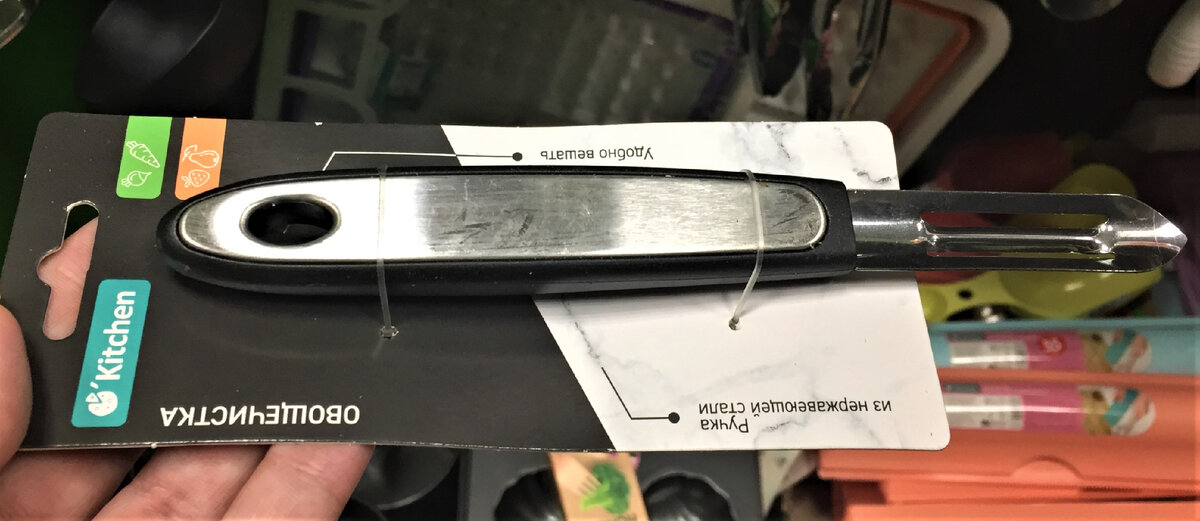 'Kitchen
ОВОЩЕЧИСТКА
Удобно вешать
Ручка
из нержавеющей стали